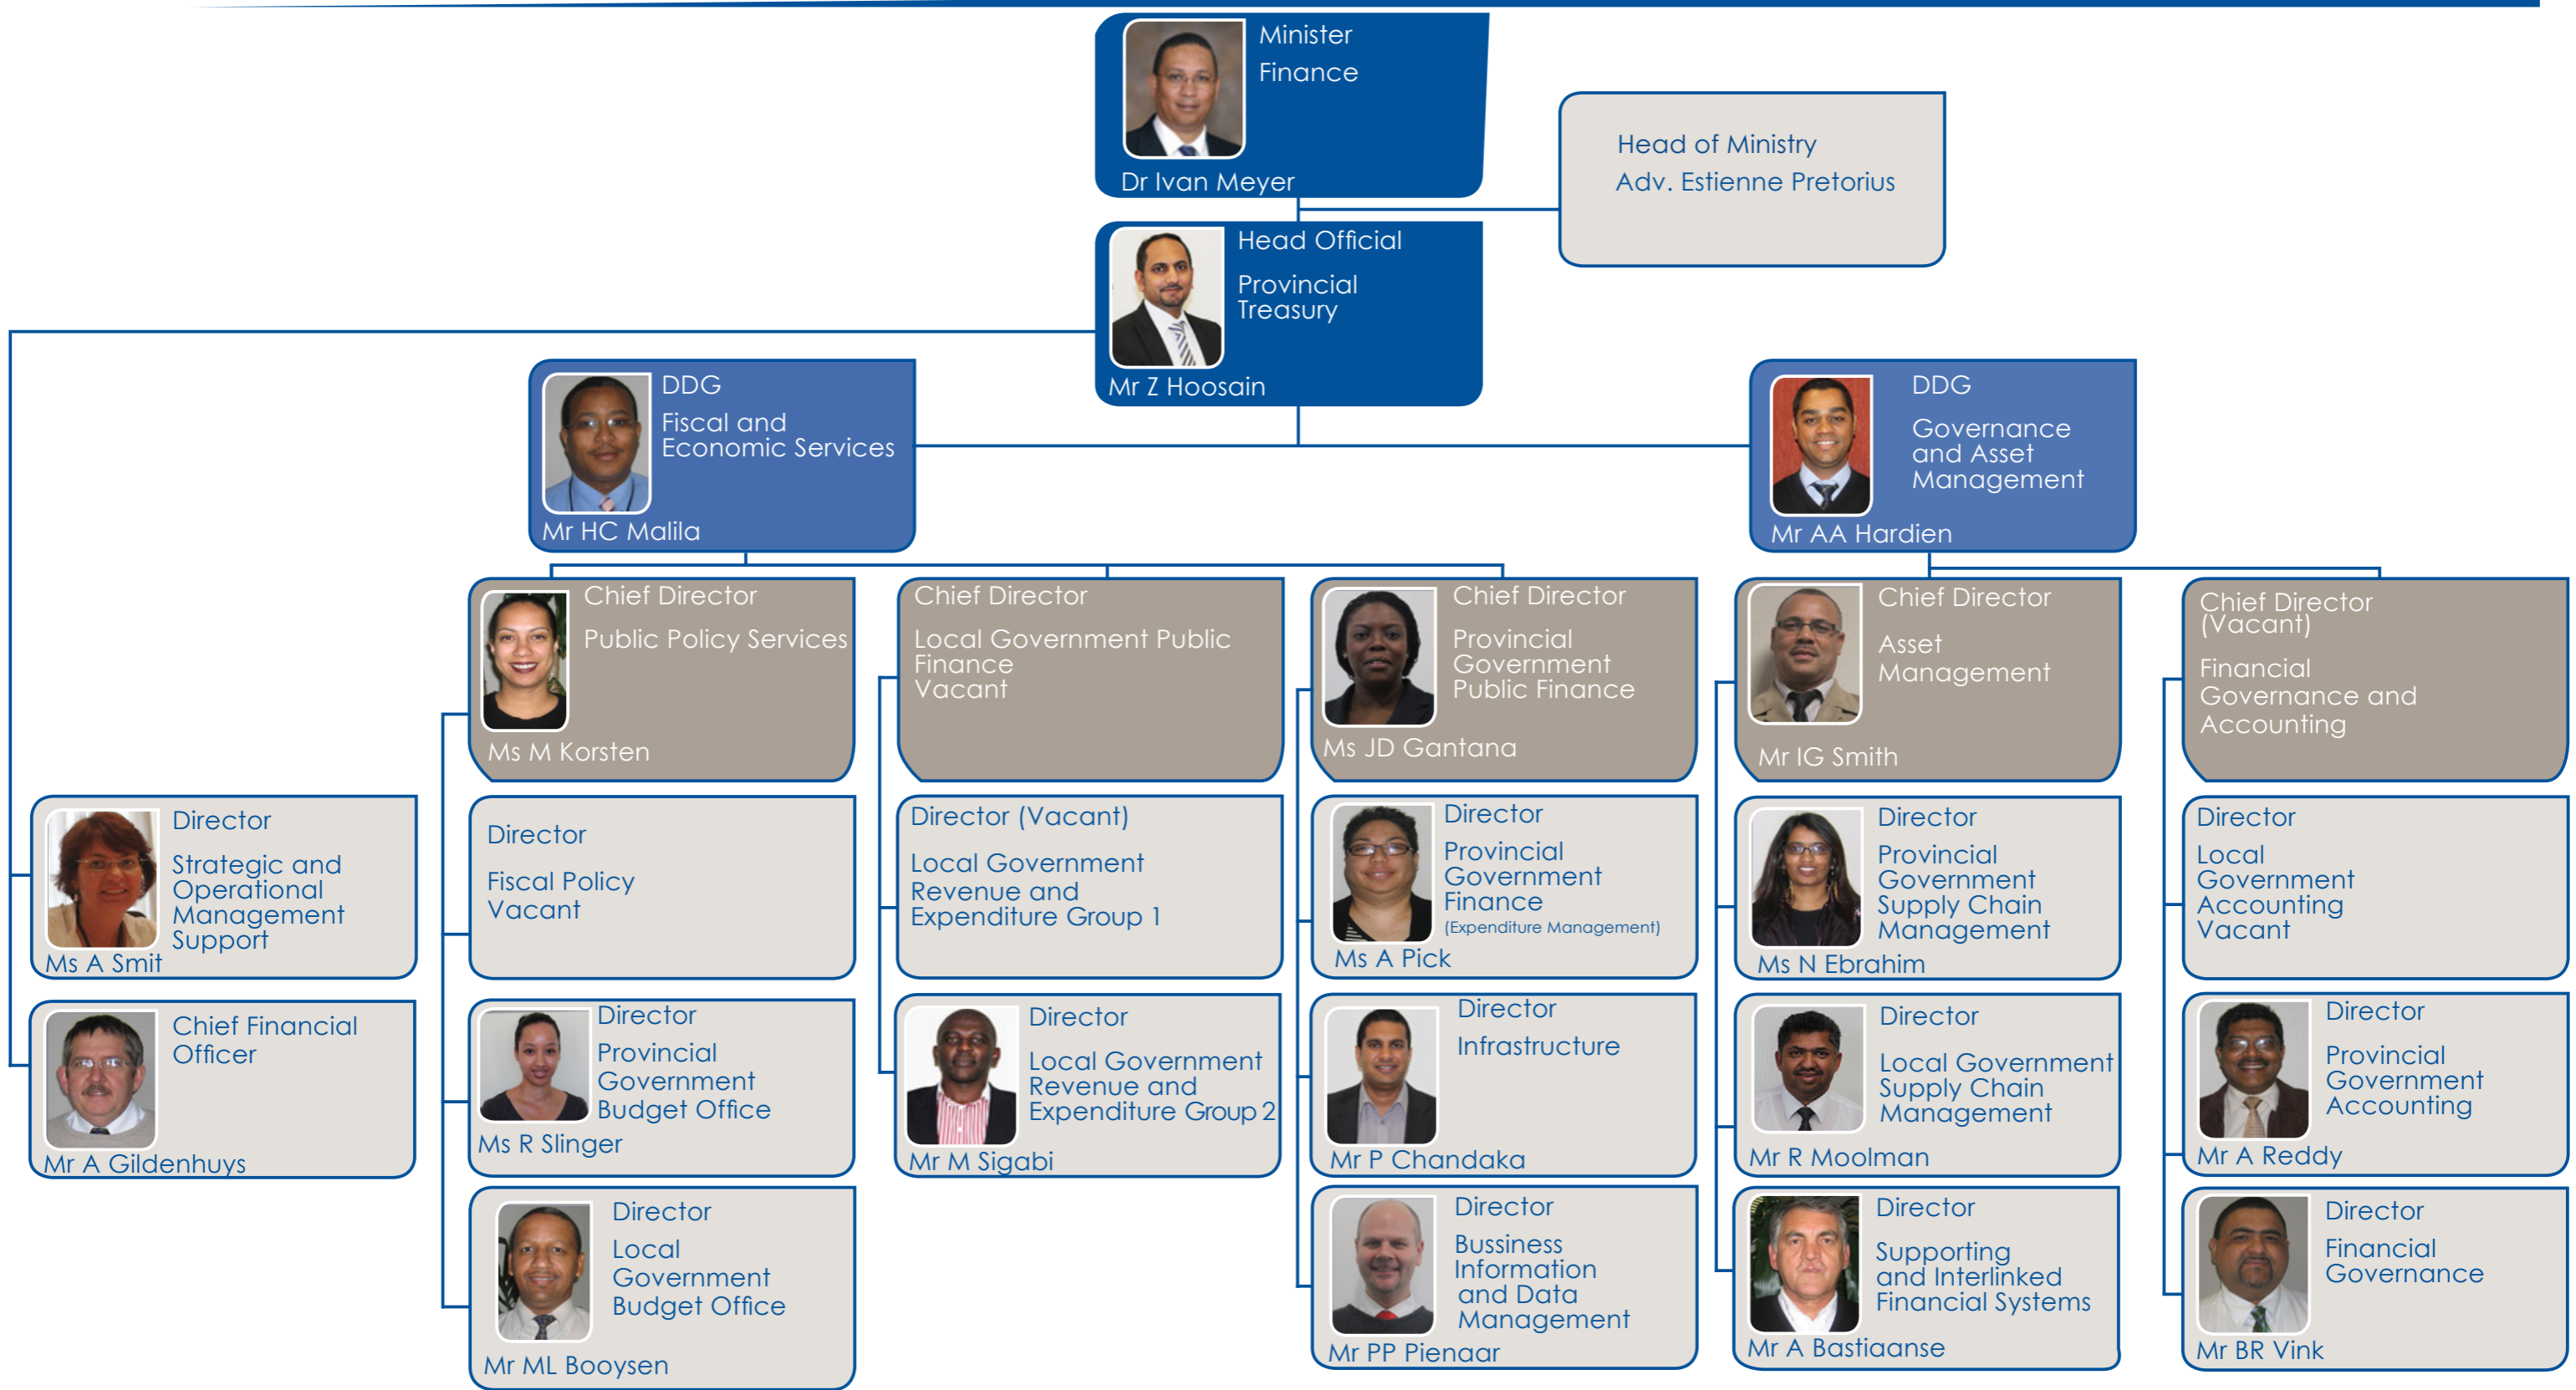 Minister
Finance
Dr Ivan Meyer
Head of Ministry
Adv. Estienne Pretorius
Head Official
Provincial
Treasury
Mr Z Hoosain
DDG
Fiscal and
Economic Services
Mr HC Malila
DDG
Governance
and Asset
Management
Mr AA Hardien
Chief Director
Public Policy Services
Ms M Korsten
Chief Director
Local Government Public
Finance
Vacant
Chief Director
Provincial
Government
Public Finance
Ms JD Gantana
Chief Director
Asset
Management
Mr IG Smith
Chief Director
(Vacant)
Financial
Governance and
Accounting
Director
Strategic and
Operational
Management
Support
Ms A Smit
Director
Fiscal Policy
Vacant
Director (Vacant)
Local Government
Revenue and
Expenditure Group 1
Director
Provincial
Government
Finance
(Expenditure Management)
Ms A Pick
Director
Provincial
Government
Supply Chain
Management
Ms N Ebrahim
Director
Local
Government
Accounting
Vacant
Chief Financial
Officer
Mr A Gildenhuys
Director
Provincial
Government
Budget Office
Ms R Slinger
Director
Local Government
Revenue and
Expenditure Group 2
Mr M Sigabi
Director
Infrastructure
Mr P Chandaka
Director
Local Government
Supply Chain
Management
Mr R Moolman
Director
Provincial
Government
Accounting
Mr A Reddy
Director
Local
Government
Budget Office
Mr ML Booysen
Director
Bussiness
Information
and Data
Management
Mr PP Pienaar
Director
Supporting
and Interlinked
Financial Systems
Mr A Bastiaanse
Director
Financial
Governance
Mr BR Vink